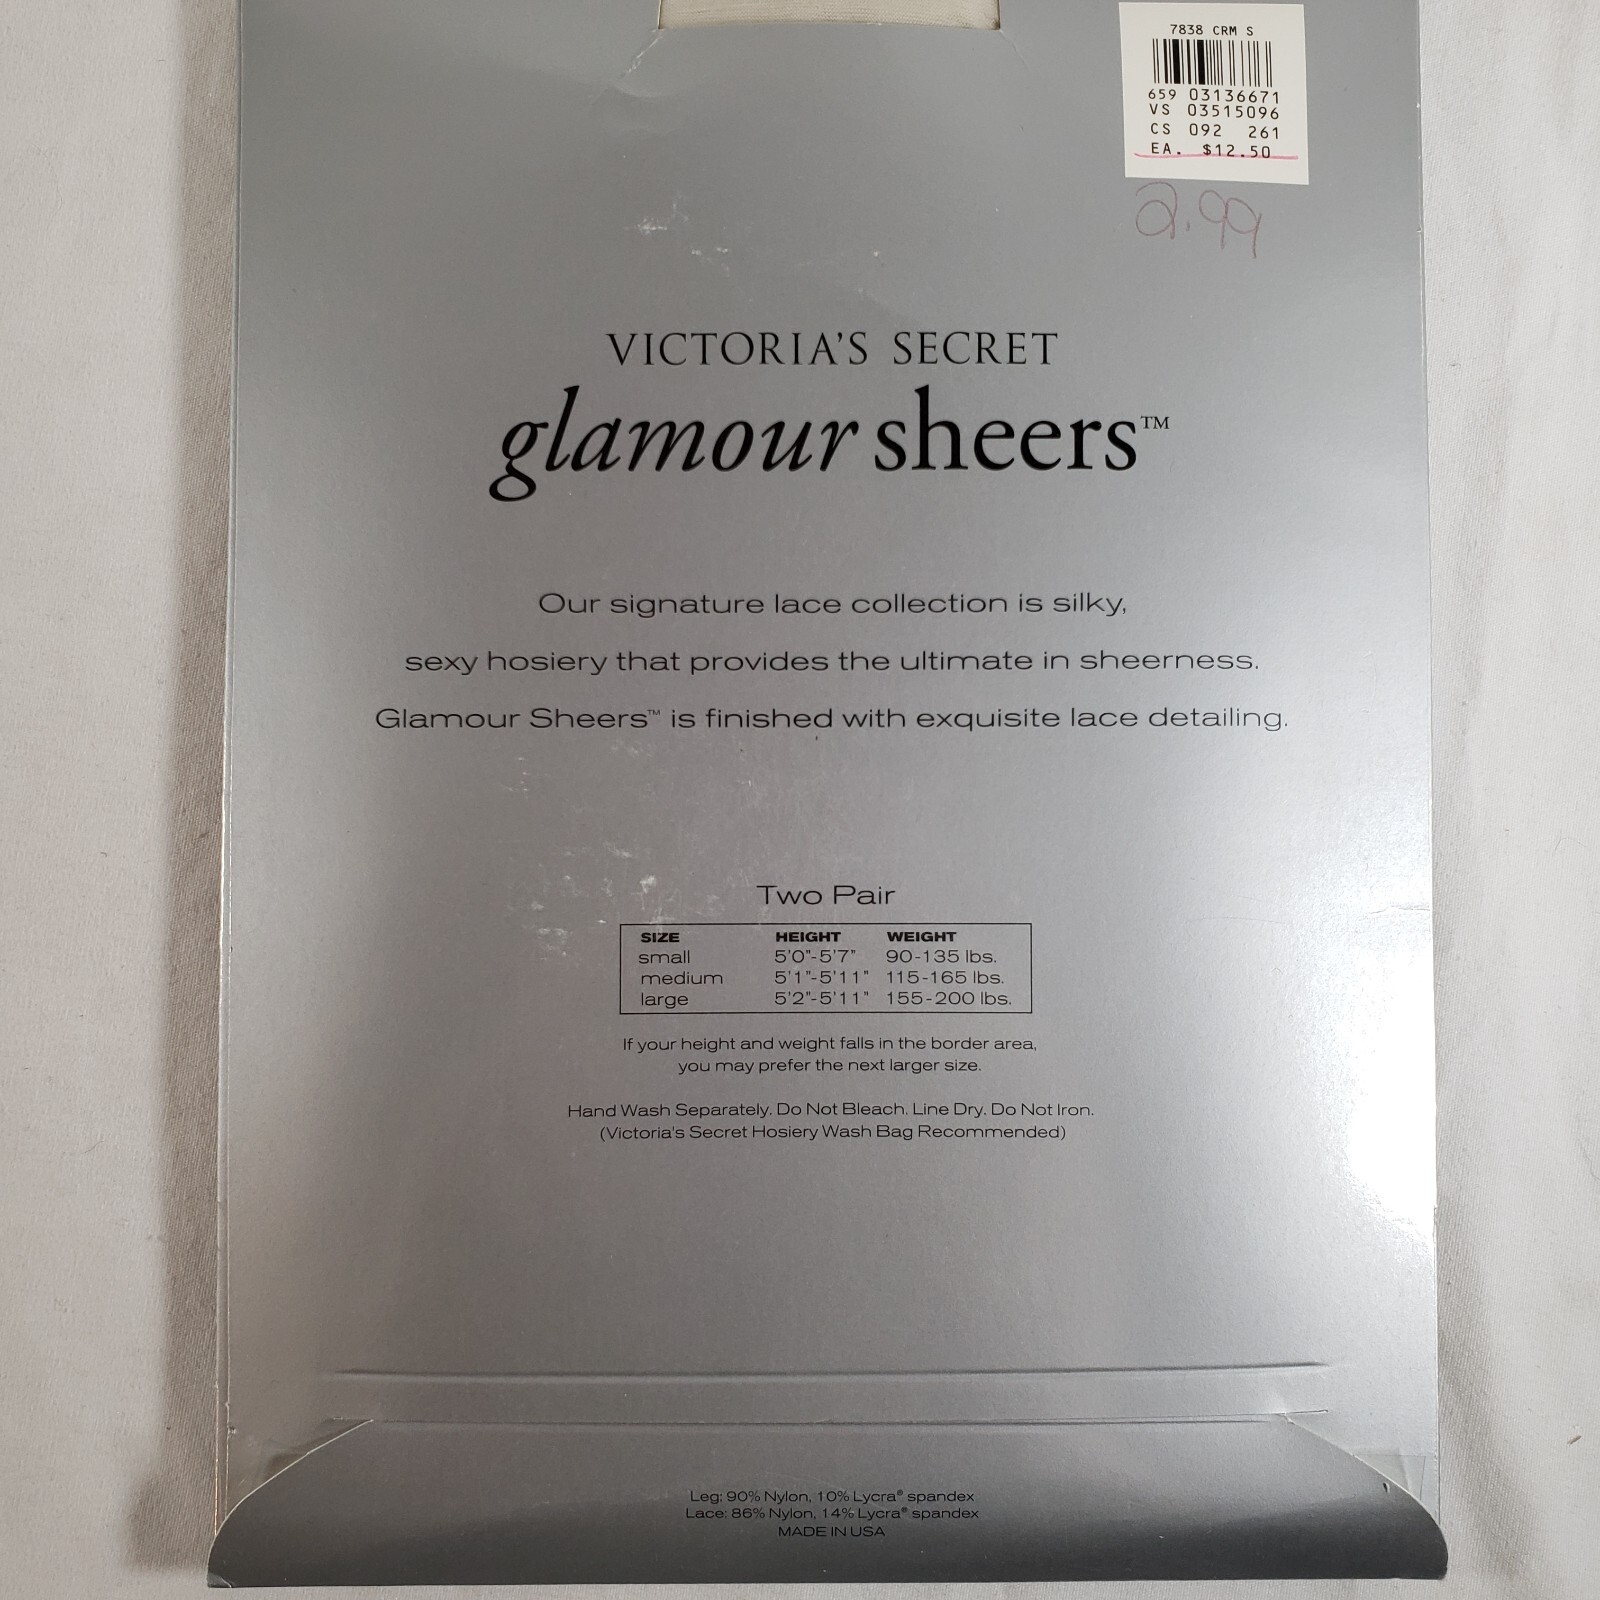 7838 CRM S
659 03136671
VS 03515096
CS 092 261
EA. $12.50
2.99
VICTORIA'S SECRET
glamour sheers™
Our signature lace collection is silky,
sexy hosiery that provides the ultimate in sheerness.
Glamour Sheers™ is finished with exquisite lace detailing.
Two Pair
SIZE HEIGHT WEIGHT
small 5'0"-5'7" 90-135 lbs.
medium 5'1"-5'11" 115-165 lbs.
large 5'2"-5'11" 155-200 lbs.
If your height and weight falls in the border area,
you may prefer the next larger size.
Hand Wash Separately. Do Not Bleach. Line Dry. Do Not Iron.
(Victoria's Secret Hosiery Wash Bag Recommended)
Leg: 90% Nylon, 10% Lycra® spandex
Lace: 86% Nylon, 14% Lycra® spandex
MADE IN USA